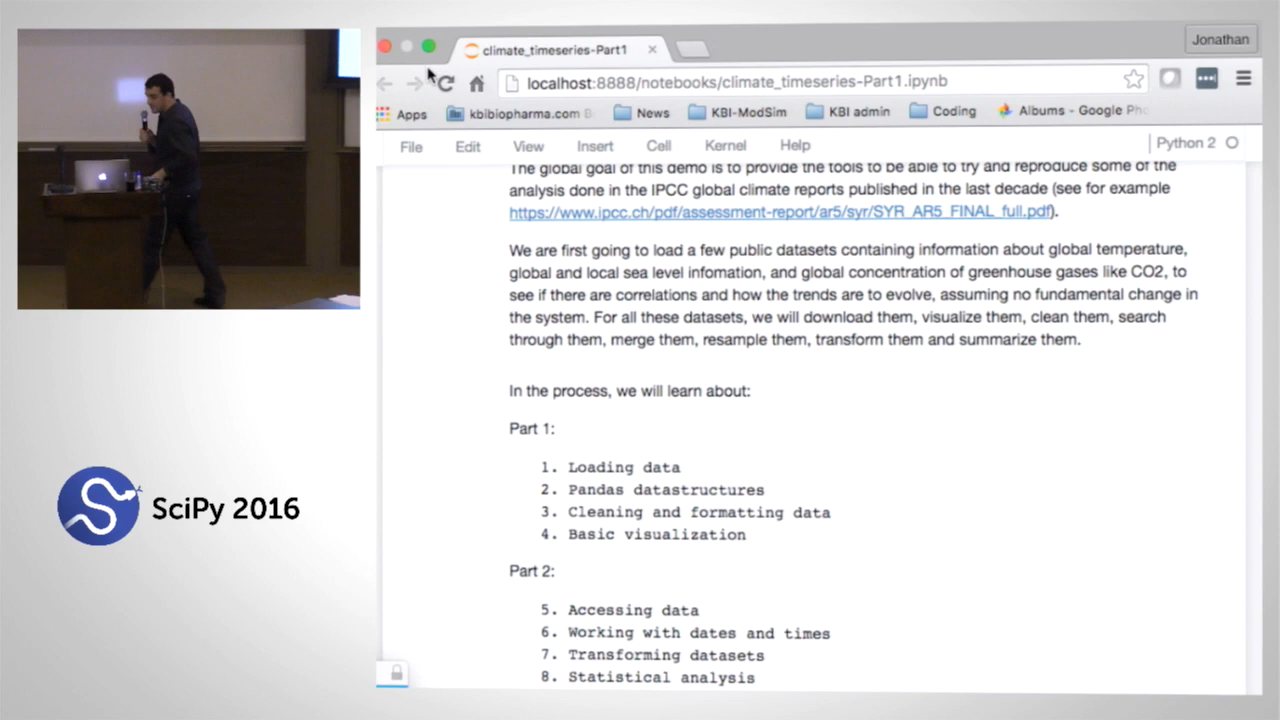 Jonathan
climate_timeseries-Part1
localhost:8888/notebooks/climate_timeseries-Part1.ipynb
Apps kbibiopharma.com News KBI-ModSim KBI admin Coding Albums - Google Pho
File Edit View Insert Cell Kernel Help Python 2
The global goal of this demo is to provide the tools to be able to try and reproduce some of the
analysis done in the IPCC global climate reports published in the last decade (see for example
https://www.ipcc.ch/pdf/assessment-report/ar5/syr/SYR_AR5_FINAL_full.pdf).
We are first going to load a few public datasets containing information about global temperature,
global and local sea level infomation, and global concentration of greenhouse gases like CO2, to
see if there are correlations and how the trends are to evolve, assuming no fundamental change in
the system. For all these datasets, we will download them, visualize them, clean them, search
through them, merge them, resample them, transform them and summarize them.
In the process, we will learn about:
Part 1:
1. Loading data
2. Pandas datastructures
3. Cleaning and formatting data
4. Basic visualization
Part 2:
5. Accessing data
6. Working with dates and times
7. Transforming datasets
8. Statistical analysis
SciPy 2016